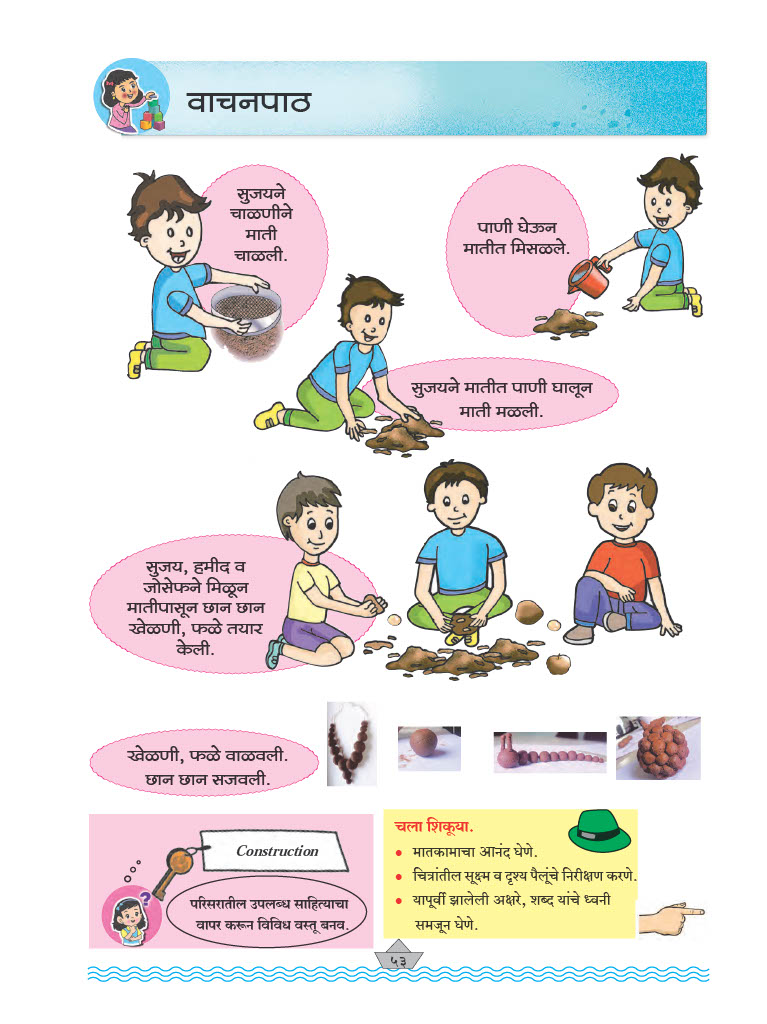 वाचनपाठ
सुजयने
चाळणीने
माती
चाळली.
पाणी घेऊन
मातीत मिसळले.
सुजयने मातीत पाणी घालून
माती मळली.
सुजय, हमीद व
जोसेफने मिळून
मातीपासून छान छान
खेळणी, फळे तयार
केली.
खेळणी, फळे वाळवली.
छान छान सजवली.
Construction
परिसरातील उपलब्ध साहित्याचा
वापर करून विविध वस्तू बनव.
चला शिकूया.
• मातकामाचा आनंद घेणे.
• चित्रांतील सूक्ष्म व दृश्य पैलूंचे निरीक्षण करणे.
• यापूर्वी झालेली अक्षरे, शब्द यांचे ध्वनी
समजून घेणे.
५३